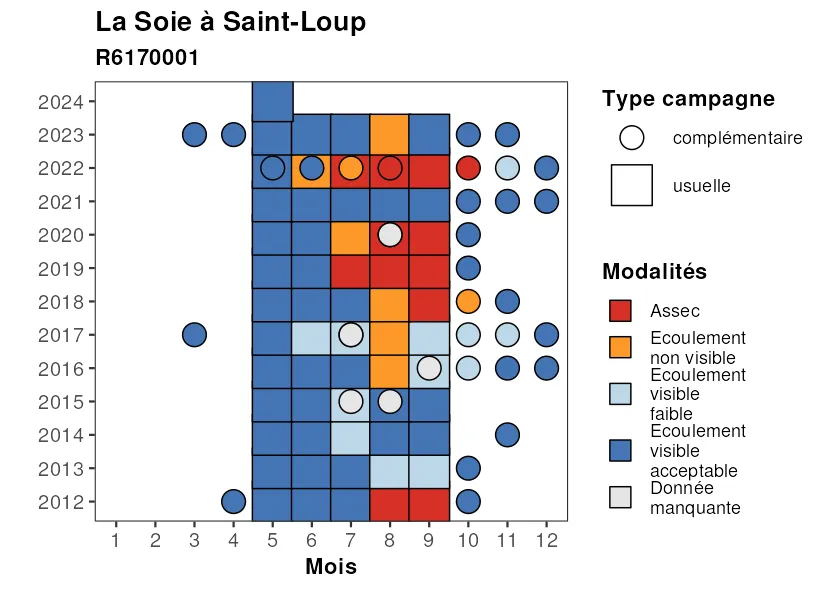 La Soie à Saint-Loup
R6170001
2024
2023
2022
2021
2020
2019
2018
2017
2016
2015
2014
2013
2012
1 2 3 4 5 6 7 8 9 10 11 12
Mois
Type campagne
complémentaire
usuelle
Modalités
Assec
Ecoulement
non visible
Ecoulement
visible
faible
Ecoulement
visible
acceptable
Donnée
manquante